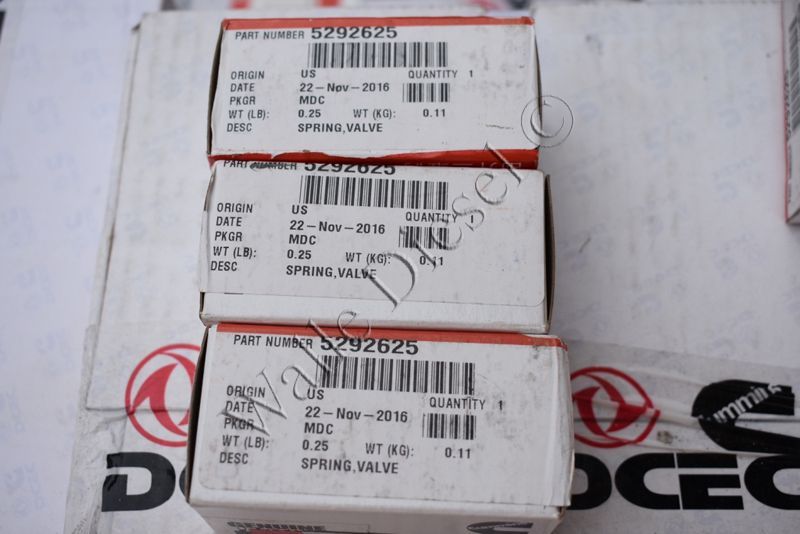 PART NUMBER 5292625
ORIGIN US QUANTITY 1
DATE 22-Nov-2016
PKGR MDC
WT (LB): 0.25 WT (KG): 0.11
DESC SPRING,VALVE
PART NUMBER 5292625
ORIGIN US QUANTITY 1
DATE 22-Nov-2016
PKGR MDC
WT (LB): 0.25 WT (KG): 0.11
DESC SPRING,VALVE
PART NUMBER 5292625
ORIGIN US QUANTITY 1
DATE 22-Nov-2016
PKGR MDC
WT (LB): 0.25 WT (KG): 0.11
DESC SPRING,VALVE
GENUINE
Cummins
DCEC
Walle Diesel ©